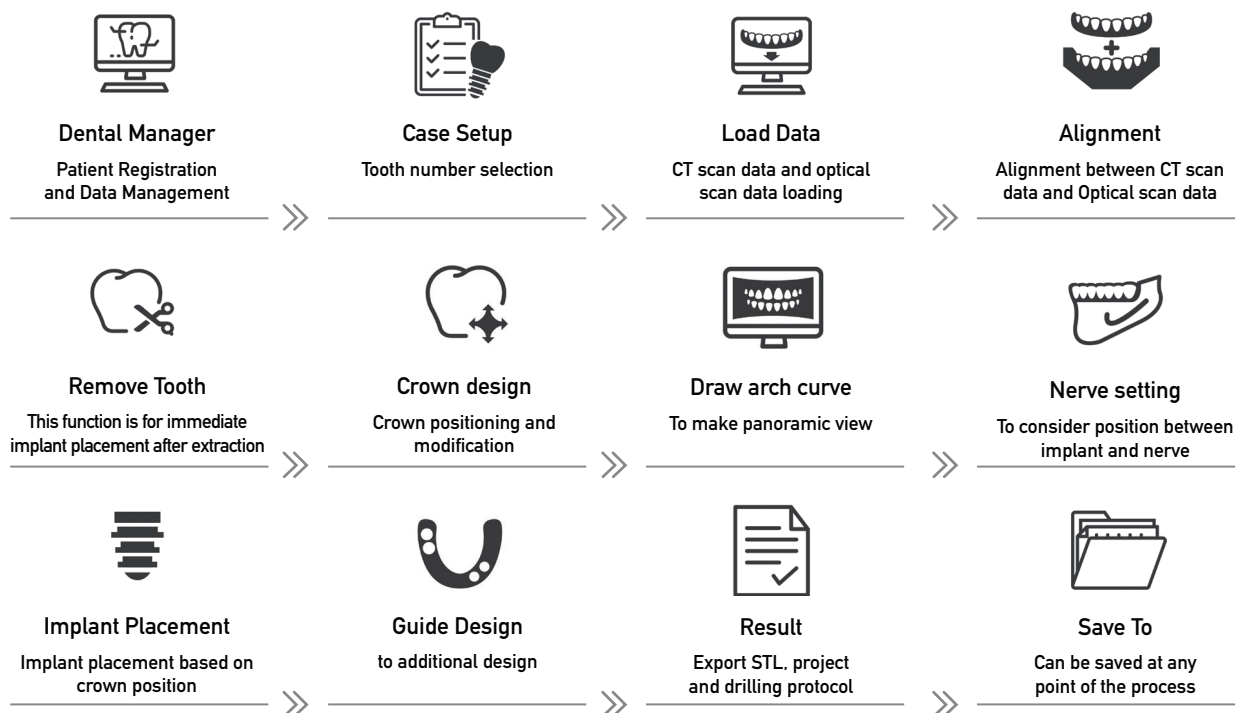 Dental Manager
Patient Registration
and Data Management
Case Setup
Tooth number selection
Load Data
CT scan data and optical
scan data loading
Alignment
Alignment between CT scan
data and Optical scan data
Remove Tooth
This function is for immediate
implant placement after extraction
Crown design
Crown positioning and
modification
Draw arch curve
To make panoramic view
Nerve setting
To consider position between
implant and nerve
Implant Placement
Implant placement based on
crown position
Guide Design
to additional design
Result
Export STL, project
and drilling protocol
Save To
Can be saved at any
point of the process